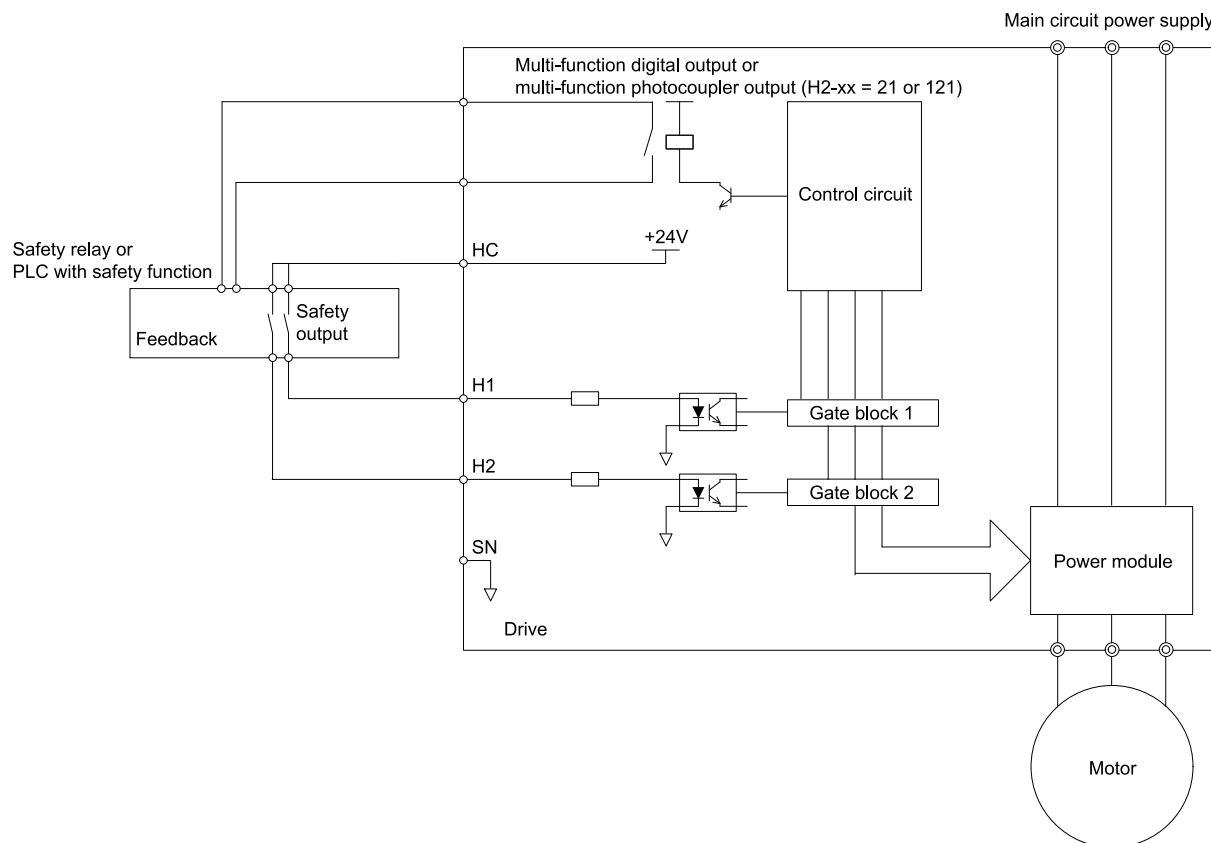 Main circuit power supply
Multi-function digital output or
multi-function photocoupler output (H2-xx = 21 or 121)
Control circuit
+24V
HC
Safety relay or
PLC with safety function
Safety
output
Feedback
H1
Gate block 1
H2
Gate block 2
SN
Power module
Drive
Motor